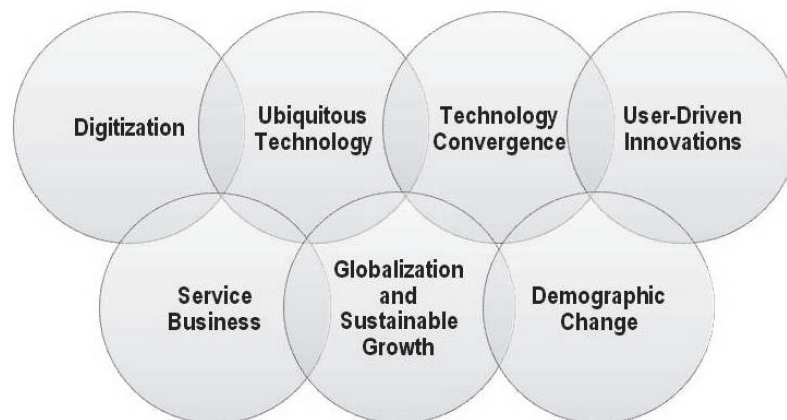 Digitization
Ubiquitous
Technology
Technology
Convergence
User-Driven
Innovations
Service
Business
Globalization
and
Sustainable
Growth
Demographic
Change